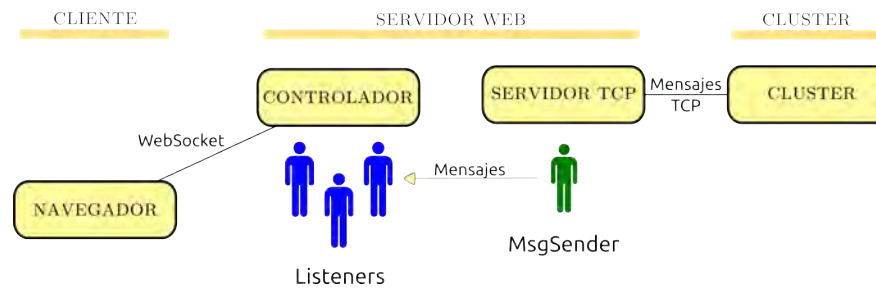 CLIENTE
SERVIDOR WEB
CLUSTER
CONTROLADOR
SERVIDOR TCP
Mensajes
TCP
CLUSTER
WebSocket
Mensajes
NAVEGADOR
MsgSender
Listeners